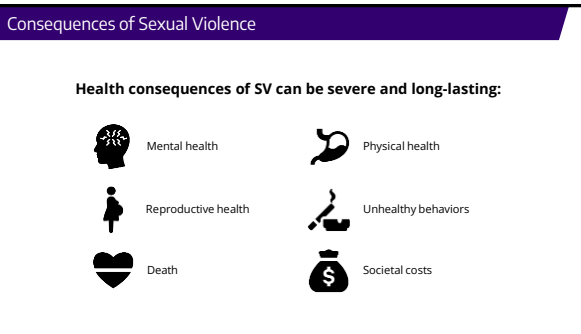 Consequences of Sexual Violence
Health consequences of SV can be severe and long-lasting:
Mental health
Physical health
Reproductive health
Unhealthy behaviors
Death
$
Societal costs